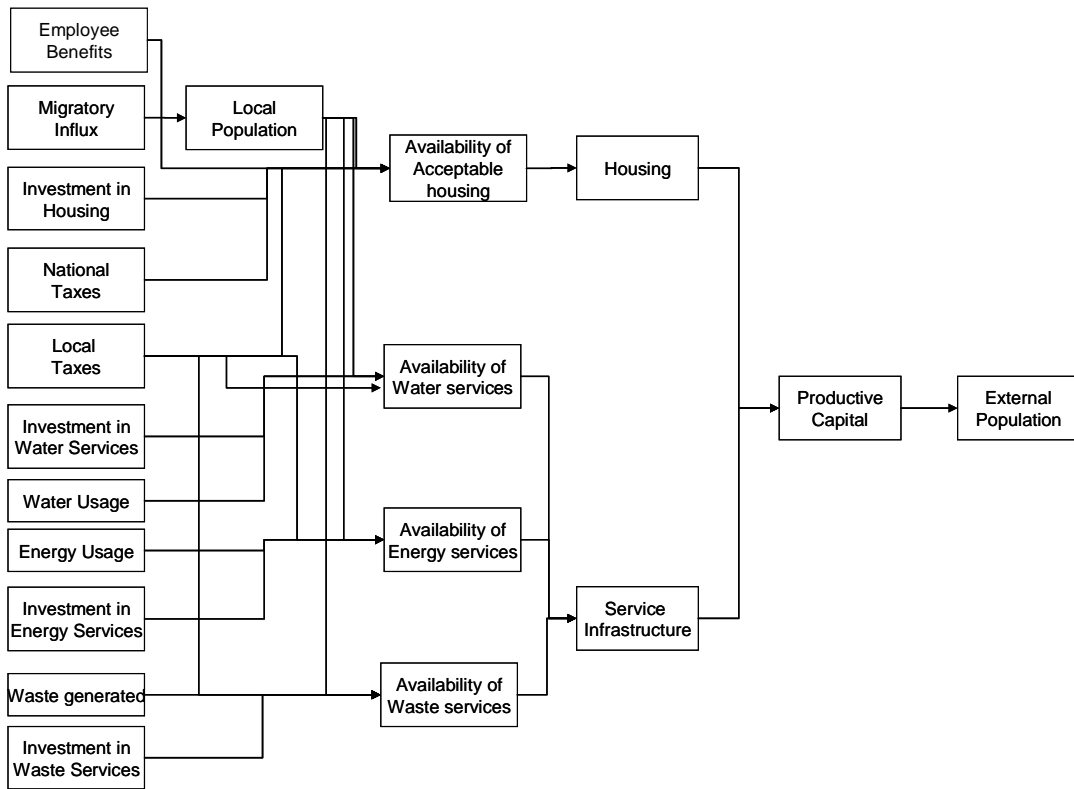 Employee
Benefits
Migratory
Influx
Local
Population
Investment in
Housing
National
Taxes
Local
Taxes
Investment in
Water Services
Water Usage
Energy Usage
Investment in
Energy Services
Waste generated
Investment in
Waste Services
Availability of
Acceptable
housing
Availability of
Water services
Availability of
Energy services
Availability of
Waste services
Housing
Service
Infrastructure
Productive
Capital
External
Population